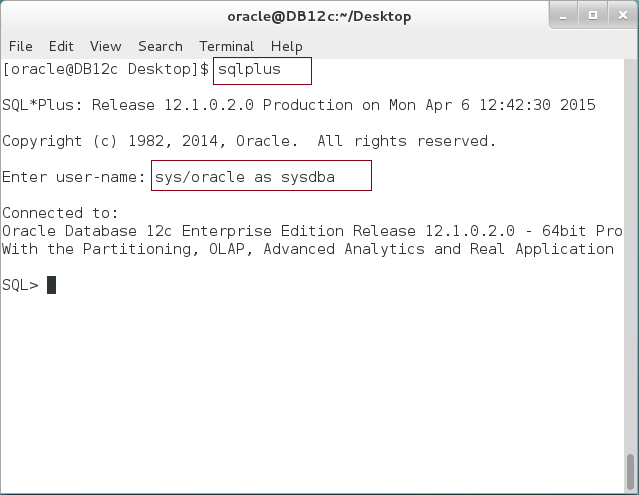 oracle@DB12c:~/Desktop
File Edit View Search Terminal Help
[oracle@DB12c Desktop]$ sqlplus
SQL*Plus: Release 12.1.0.2.0 Production on Mon Apr 6 12:42:30 2015
Copyright (c) 1982, 2014, Oracle.  All rights reserved.
Enter user-name: sys/oracle as sysdba
Connected to:
Oracle Database 12c Enterprise Edition Release 12.1.0.2.0 - 64bit Pro
With the Partitioning, OLAP, Advanced Analytics and Real Application
SQL>